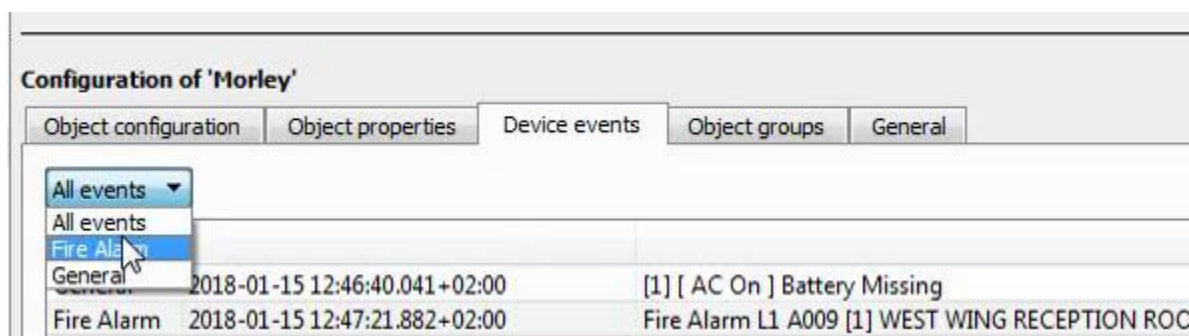 Configuration of 'Morley'
Object configuration Object properties Device events Object groups General
All events
All events
Fire Alarm
General
General 2018-01-15 12:46:40.041+02:00 [1] [ AC On ] Battery Missing
Fire Alarm 2018-01-15 12:47:21.882+02:00 Fire Alarm L1 A009 [1] WEST WING RECEPTION ROO